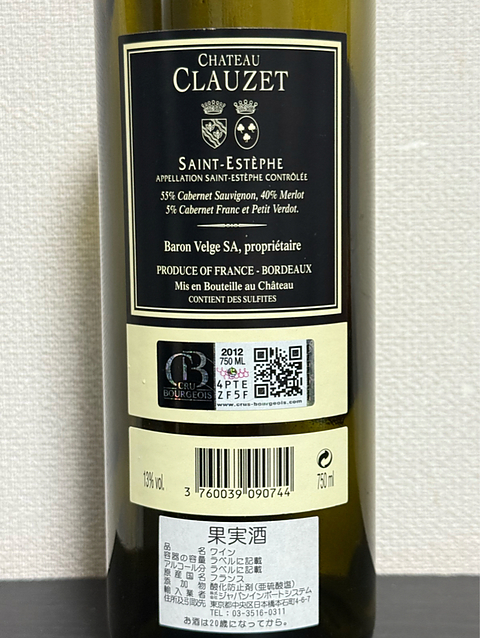 CHATEAU
CLAUZET
SAINT-ESTÈPHE
APPELLATION SAINT-ESTÈPHE CONTRÔLÉE
55% Cabernet Sauvignon, 40% Merlot
5% Cabernet Franc et Petit Verdot.
Baron Velge SA, propriétaire
PRODUCE OF FRANCE - BORDEAUX
Mis en Bouteille au Château
CONTIENT DES SULFITES
CB
CRU
BOURGEOIS
2012
750 ML
4PTE
ZF5F
www.crus-bourgeois.com
13% vol.
3 760039 090744
750 ml
果実酒
品名 ワイン
容器の容量 ラベルに記載
アルコール分 ラベルに記載
原産国名 フランス
添加物 酸化防止剤(亜硫酸塩)
輸入業者 ㈱ジャパンインポートシステム
住所及引取先 東京都中央区日本橋本石町4-6-7
TEL: 03-3516-0311
お酒は20歳になってから。